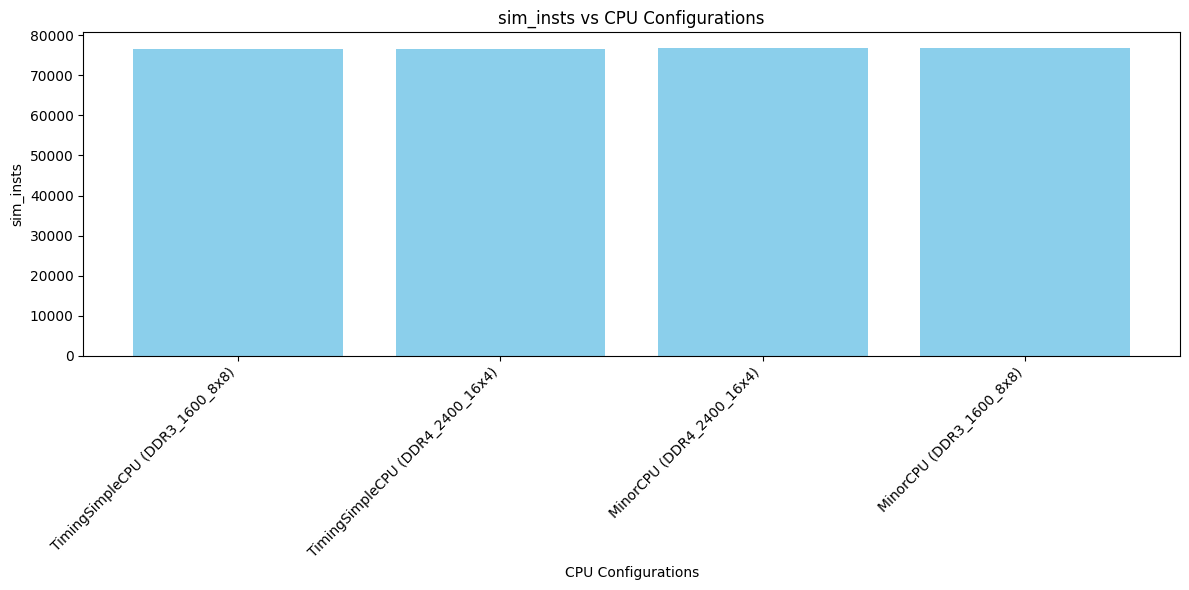 sim_insts vs CPU Configurations
sim_insts
80000
70000
60000
50000
40000
30000
20000
10000
0
TimingSimpleCPU (DDR3_1600_8x8)
TimingSimpleCPU (DDR4_2400_16x4)
MinorCPU (DDR4_2400_16x4)
MinorCPU (DDR3_1600_8x8)
CPU Configurations